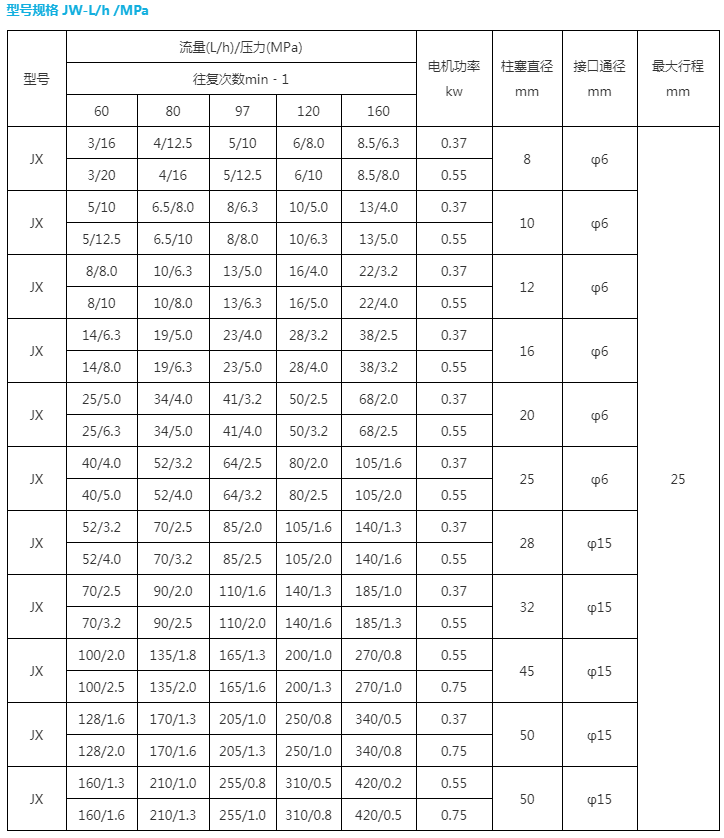 型号规格 JW-L/h /MPa
型号 流量(L/h)/压力(MPa) 电机功率 kw 柱塞直径 mm 接口通径 mm 最大行程 mm
往复次数min - 1
60 80 97 120 160
JX 3/16 4/12.5 5/10 6/8.0 8.5/6.3 0.37 8 φ6 25
3/20 4/16 5/12.5 6/10 8.5/8.0 0.55
JX 5/10 6.5/8.0 8/6.3 10/5.0 13/4.0 0.37 10 φ6
5/12.5 6.5/10 8/8.0 10/6.3 13/5.0 0.55
JX 8/8.0 10/6.3 13/5.0 16/4.0 22/3.2 0.37 12 φ6
8/10 10/8.0 13/6.3 16/5.0 22/4.0 0.55
JX 14/6.3 19/5.0 23/4.0 28/3.2 38/2.5 0.37 16 φ6
14/8.0 19/6.3 23/5.0 28/4.0 38/3.2 0.55
JX 25/5.0 34/4.0 41/3.2 50/2.5 68/2.0 0.37 20 φ6
25/6.3 34/5.0 41/4.0 50/3.2 68/2.5 0.55
JX 40/4.0 52/3.2 64/2.5 80/2.0 105/1.6 0.37 25 φ6
40/5.0 52/4.0 64/3.2 80/2.5 105/2.0 0.55
JX 52/3.2 70/2.5 85/2.0 105/1.6 140/1.3 0.37 28 φ15
52/4.0 70/3.2 85/2.5 105/2.0 140/1.6 0.55
JX 70/2.5 90/2.0 110/1.6 140/1.3 185/1.0 0.37 32 φ15
70/3.2 90/2.5 110/2.0 140/1.6 185/1.3 0.55
JX 100/2.0 135/1.8 165/1.3 200/1.0 270/0.8 0.55 45 φ15
100/2.5 135/2.0 165/1.6 200/1.3 270/1.0 0.75
JX 128/1.6 170/1.3 205/1.0 250/0.8 340/0.5 0.37 50 φ15
128/2.0 170/1.6 205/1.3 250/1.0 340/0.8 0.75
JX 160/1.3 210/1.0 255/0.8 310/0.5 420/0.2 0.55 50 φ15
160/1.6 210/1.3 255/1.0 310/0.8 420/0.5 0.75